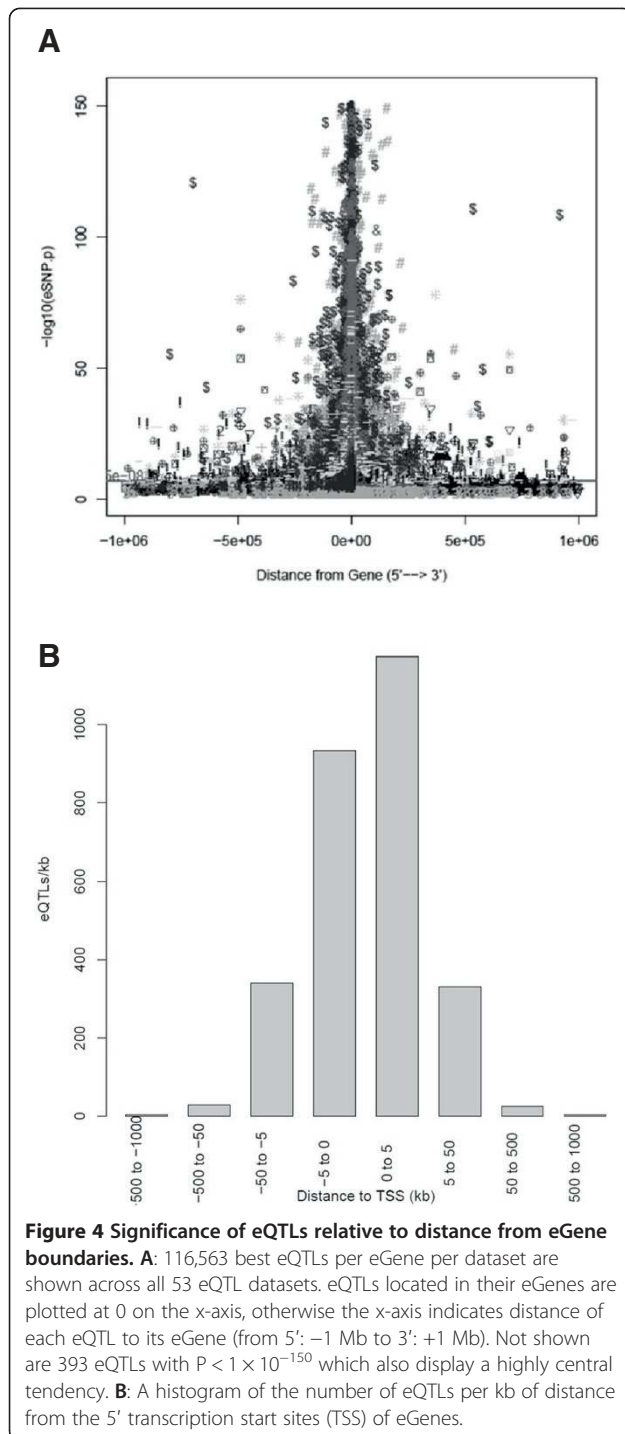 A
150
100
50
0
−log10(eSNP.p)
−1e+06
−5e+05
0e+00
5e+05
1e+06
Distance from Gene (5'−−> 3')
B
1000
800
600
400
200
0
eQTLs/kb
-500 to −1000
−500 to −50
−50 to −5
−5 to 0
0 to 5
5 to 50
50 to 500
500 to 1000
Distance to TSS (kb)
Figure 4 Significance of eQTLs relative to distance from eGene
boundaries. A: 116,563 best eQTLs per eGene per dataset are
shown across all 53 eQTL datasets. eQTLs located in their eGenes are
plotted at 0 on the x-axis, otherwise the x-axis indicates distance of
each eQTL to its eGene (from 5′: −1 Mb to 3′: +1 Mb). Not shown
are 393 eQTLs with P < 1 × 10⁻¹⁵⁰ which also display a highly central
tendency. B: A histogram of the number of eQTLs per kb of distance
from the 5′ transcription start sites (TSS) of eGenes.